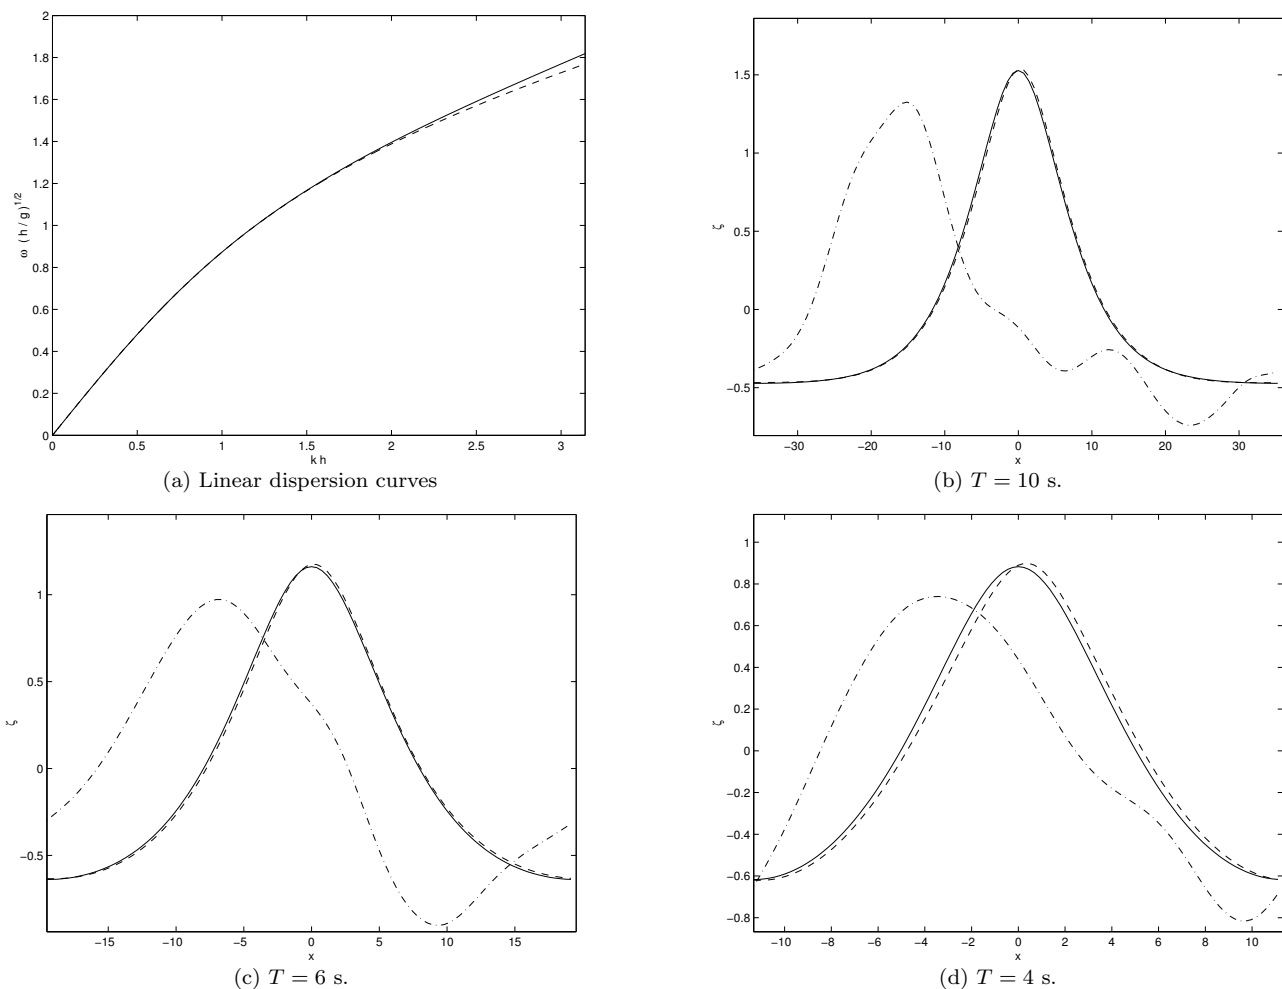 2
1.8
1.6
1.4
1.2
1
0.8
0.6
0.4
0.2
0
ω (h/g)^{1/2}
0 0.5 1 1.5 2 2.5 3
k h
(a) Linear dispersion curves
1.5
1
0.5
0
−0.5
ζ
−30 −20 −10 0 10 20 30
x
(b) T = 10 s.
1
0.5
0
−0.5
ζ
−15 −10 −5 0 5 10 15
x
(c) T = 6 s.
1
0.8
0.6
0.4
0.2
0
−0.2
−0.4
−0.6
−0.8
ζ
−10 −8 −6 −4 −2 0 2 4 6 8 10
x
(d) T = 4 s.